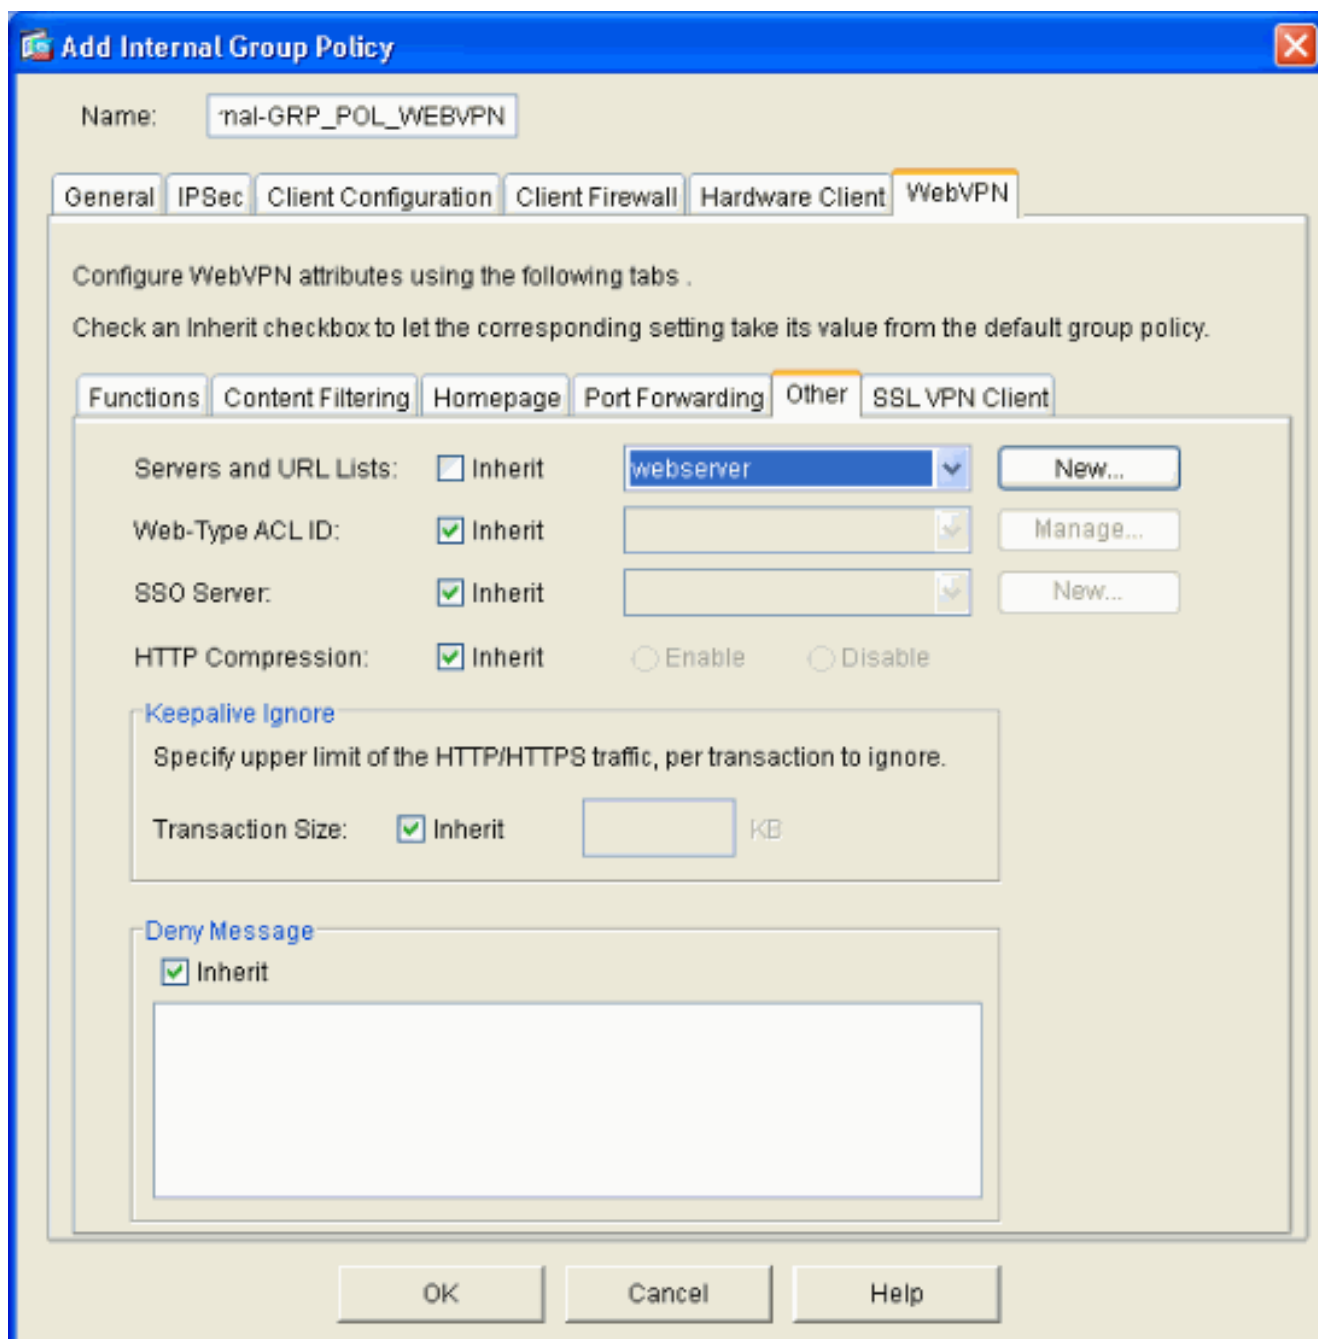 Add Internal Group Policy
Name: rnal-GRP_POL_WEBVPN
General IPSec Client Configuration Client Firewall Hardware Client WebVPN
Configure WebVPN attributes using the following tabs .
Check an Inherit checkbox to let the corresponding setting take its value from the default group policy.
Functions Content Filtering Homepage Port Forwarding Other SSL VPN Client
Servers and URL Lists: Inherit webserver New...
Web-Type ACL ID: Inherit Manage...
SSO Server: Inherit New...
HTTP Compression: Inherit Enable Disable
Keepalive Ignore
Specify upper limit of the HTTP/HTTPS traffic, per transaction to ignore.
Transaction Size: Inherit KB
Deny Message
Inherit
OK Cancel Help